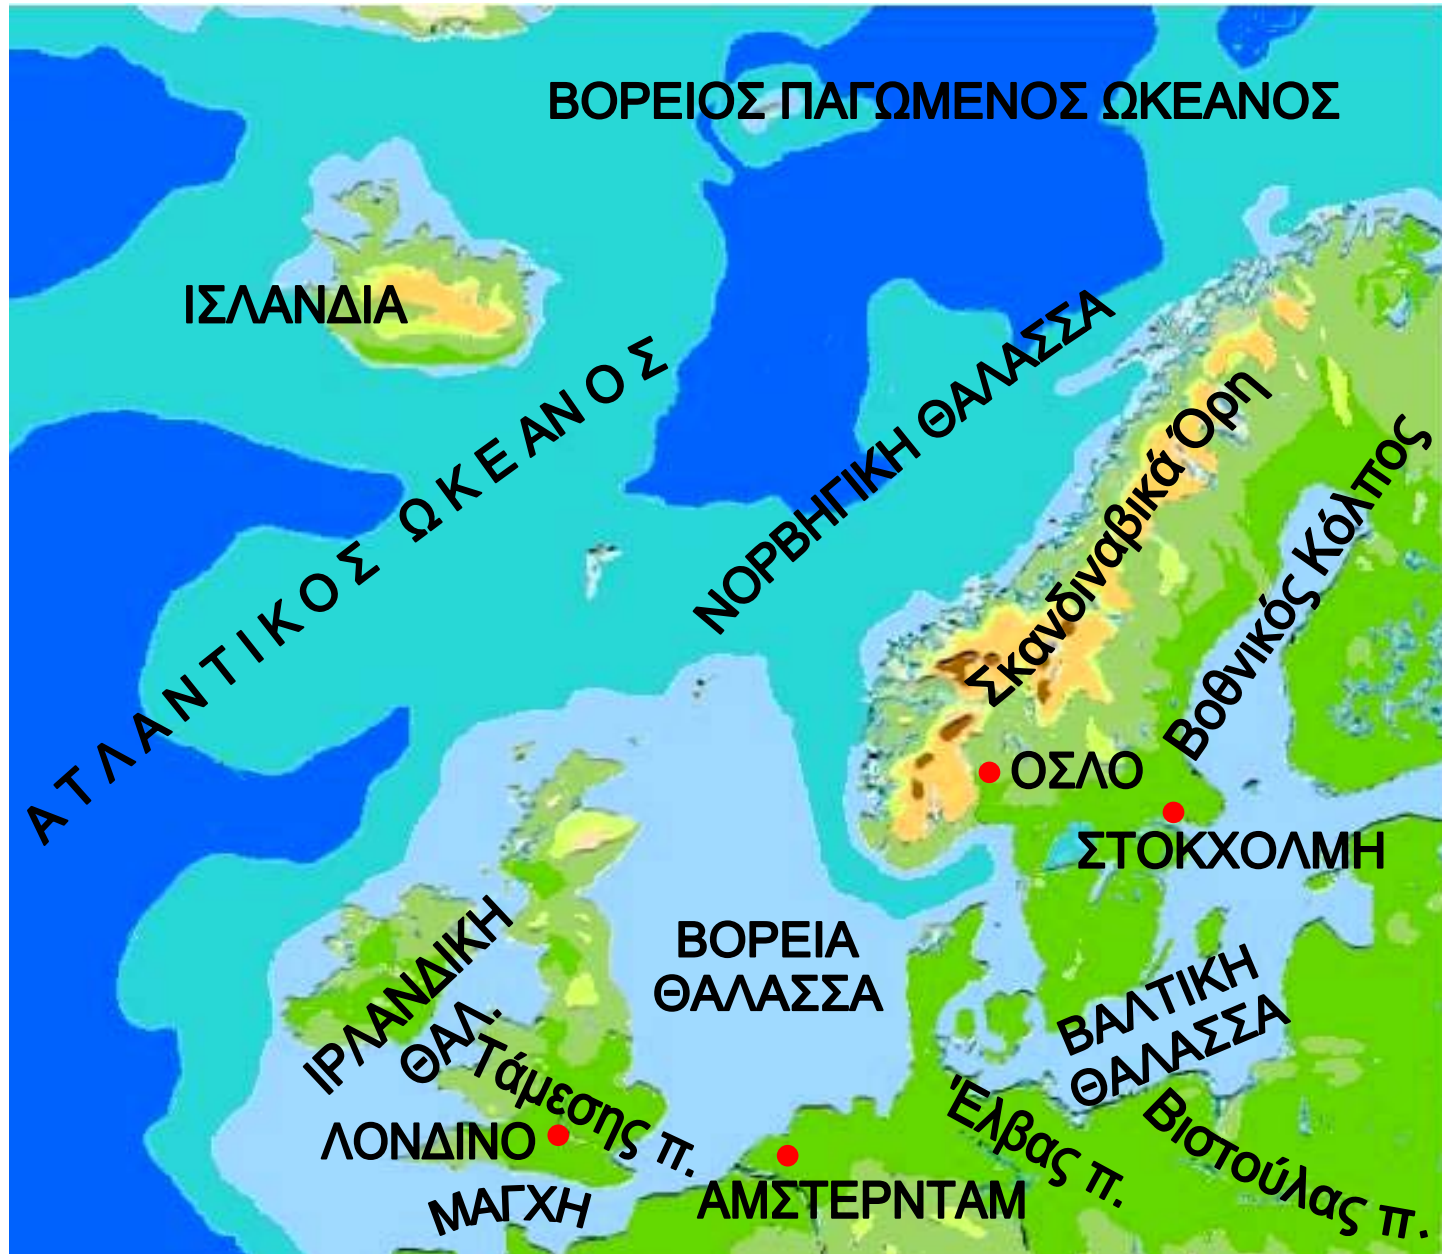 ΒΟΡΕΙΟΣ ΠΑΓΩΜΕΝΟΣ ΩΚΕΑΝΟΣ
ΙΣΛΑΝΔΙΑ
ΑΤΛΑΝΤΙΚΟΣ ΩΚΕΑΝΟΣ
ΝΟΡΒΗΓΙΚΗ ΘΑΛΑΣΣΑ
Σκανδιναβικά Όρη
Βοθνικός Κόλπος
ΟΣΛΟ
ΣΤΟΚΧΟΛΜΗ
ΒΟΡΕΙΑ
ΘΑΛΑΣΣΑ
ΙΡΛΑΝΔΙΚΗ
ΘΑΛ.
ΒΑΛΤΙΚΗ
ΘΑΛΑΣΣΑ
Τάμεσης π.
ΛΟΝΔΙΝΟ
Έλβας π.
Βιστούλας π.
ΜΑΓΧΗ
ΑΜΣΤΕΡΝΤΑΜ